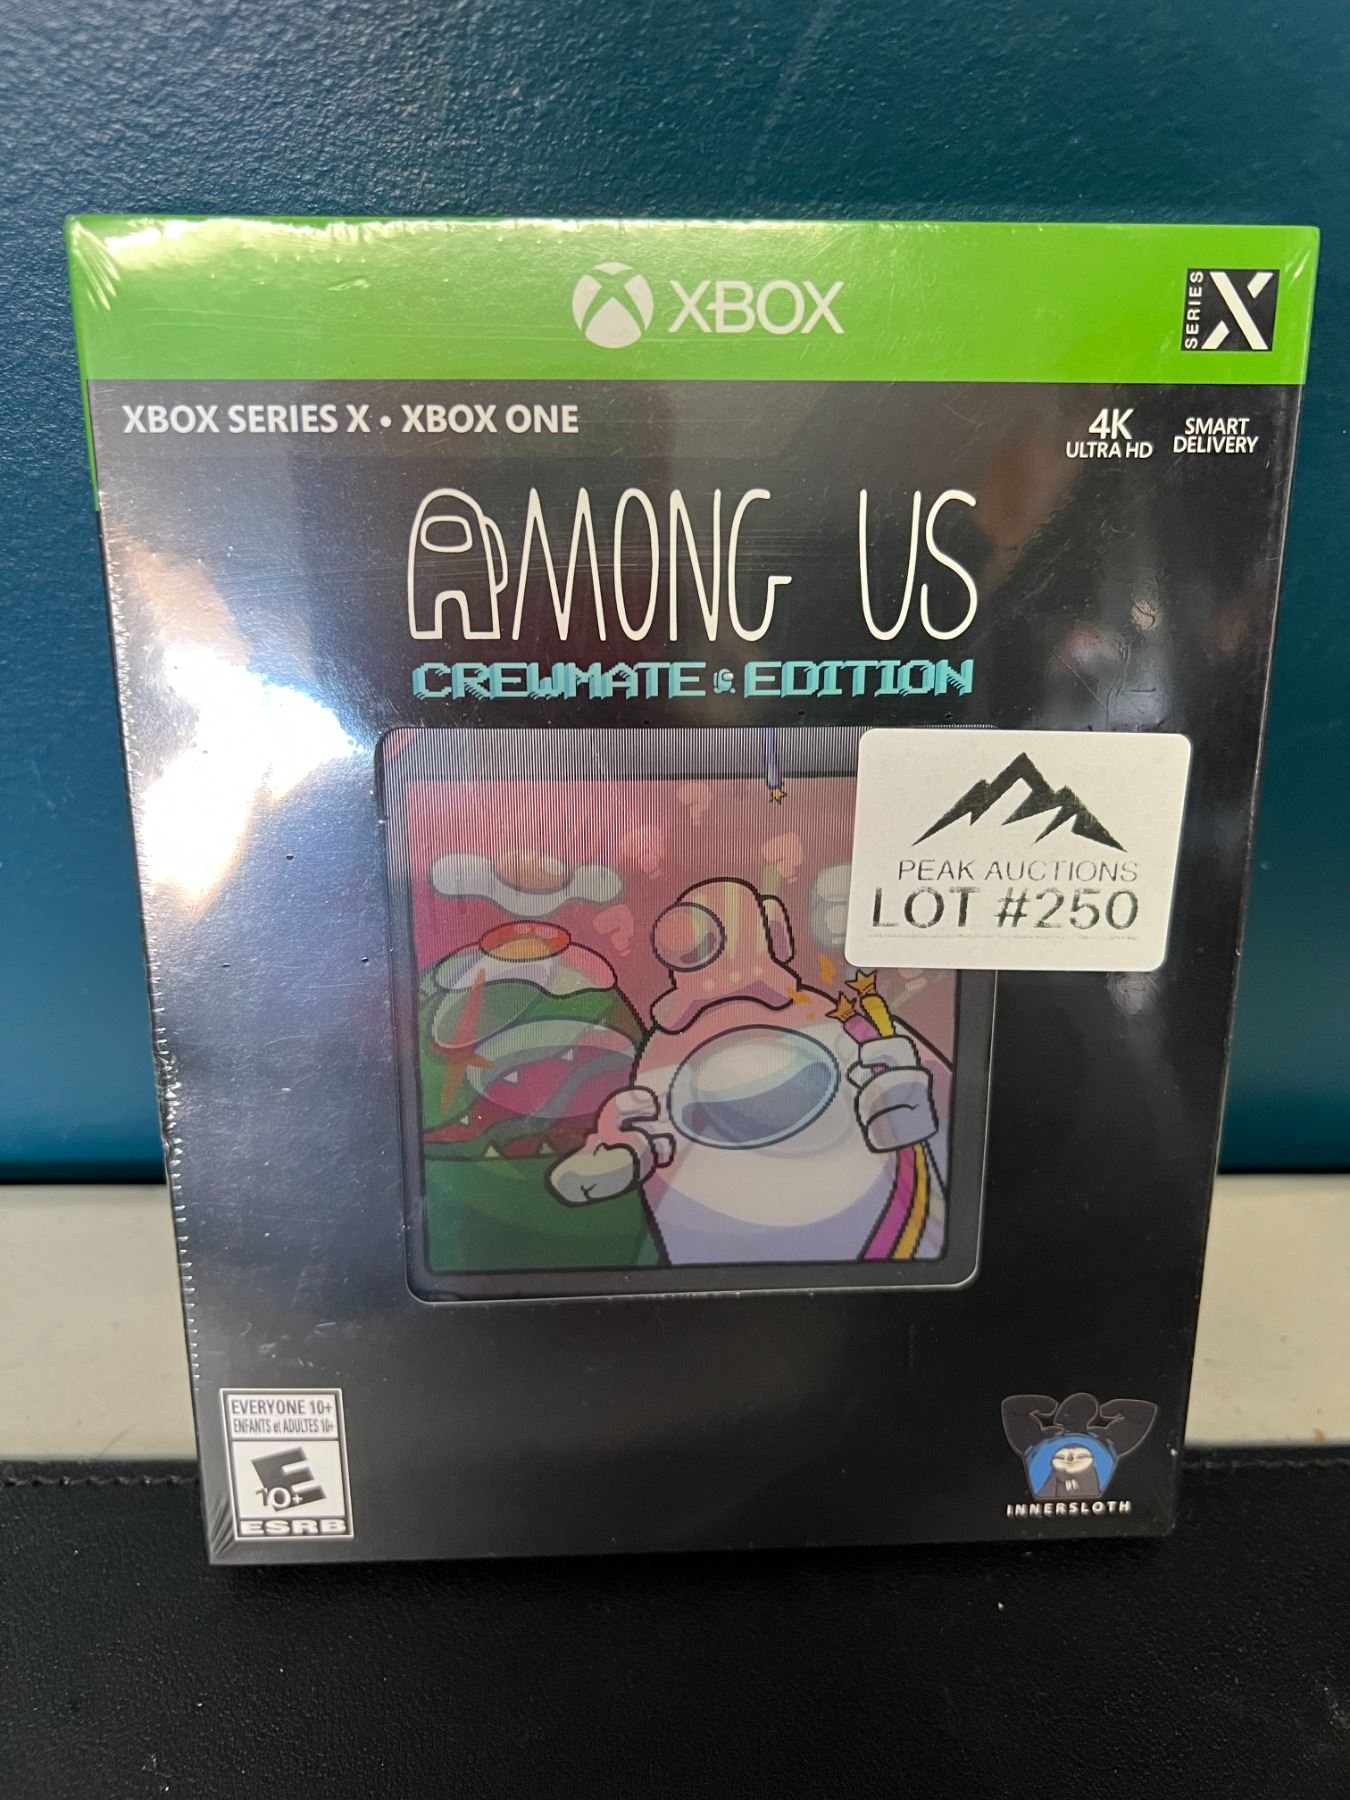 XBOX
SERIES X
XBOX SERIES X • XBOX ONE
4K
ULTRA HD
SMART
DELIVERY
AMONG US
CREWMATE EDITION
PEAK AUCTIONS
LOT #250
EVERYONE 10+
ENFANTS et ADULTES 10+
E
10+
ESRB
INNERSLOTH